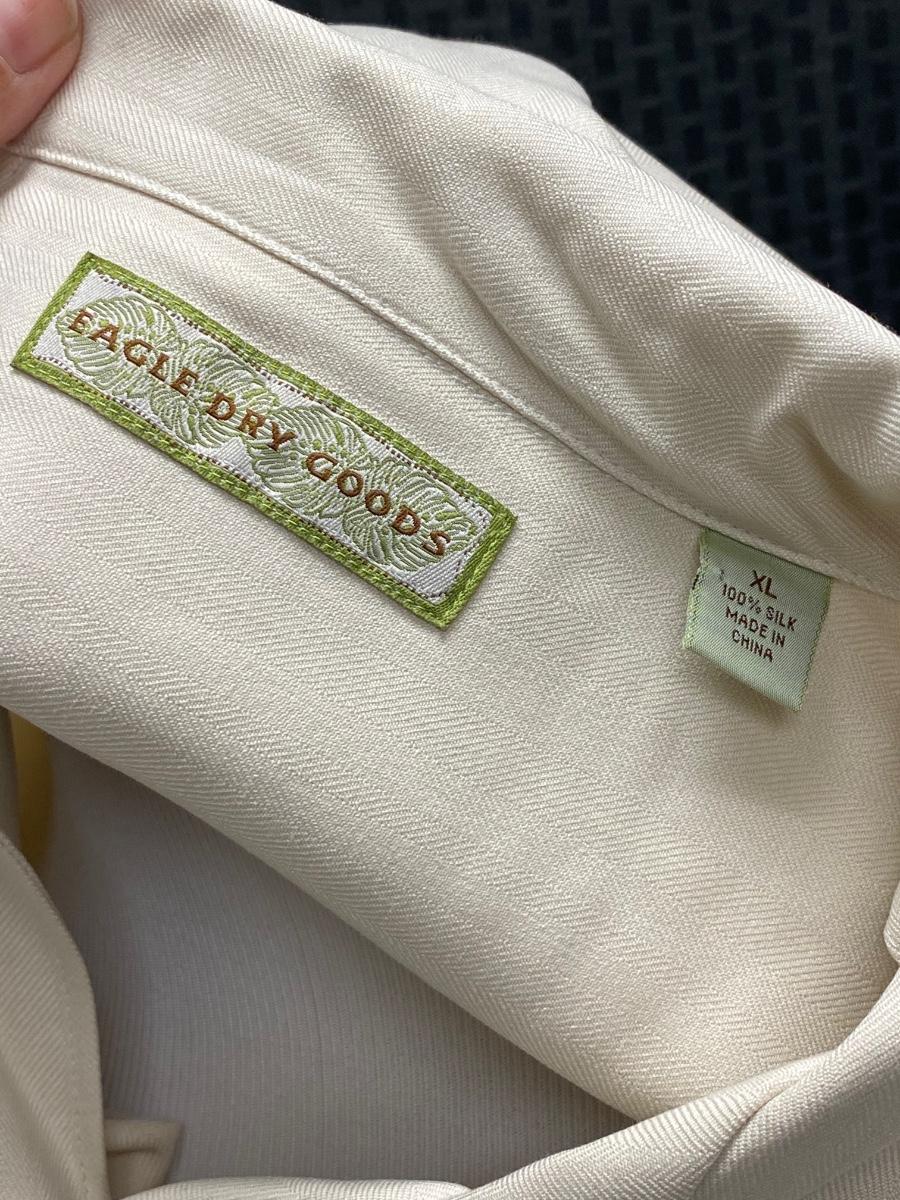 EAGLE DRY GOODS
XL
100% SILK
MADE IN
CHINA